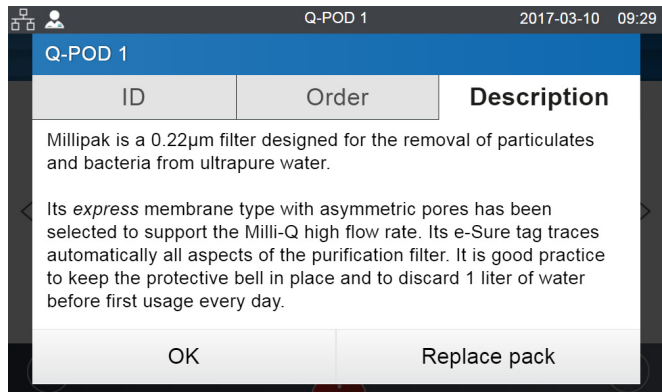 Q-POD 1 2017-03-10 09:29
Q-POD 1
ID Order Description
Millipak is a 0.22µm filter designed for the removal of particulates
and bacteria from ultrapure water.
Its express membrane type with asymmetric pores has been
selected to support the Milli-Q high flow rate. Its e-Sure tag traces
automatically all aspects of the purification filter. It is good practice
to keep the protective bell in place and to discard 1 liter of water
before first usage every day.
OK Replace pack